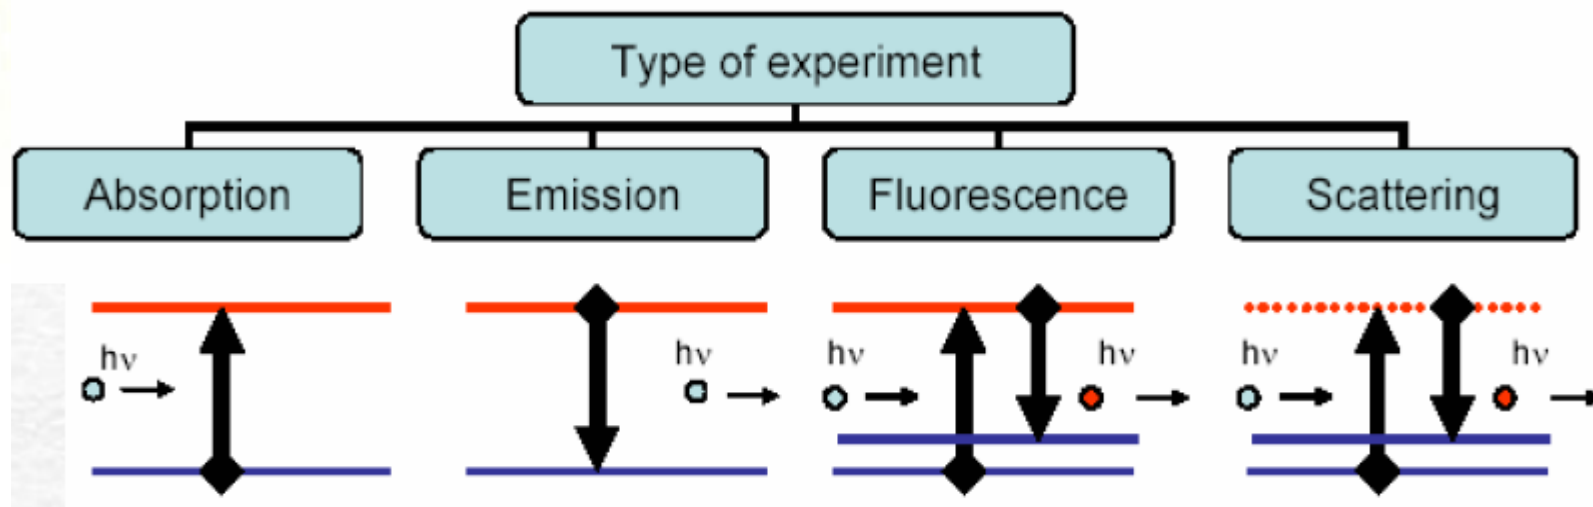 Type of experiment
Absorption
Emission
Fluorescence
Scattering
hν
hν
hν
hν
hν
hν